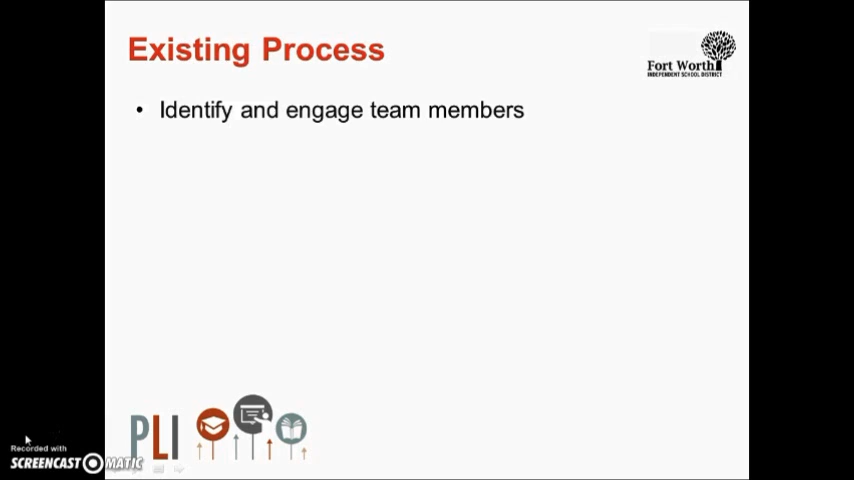 Existing Process
Fort Worth
INDEPENDENT SCHOOL DISTRICT
• Identify and engage team members
PLI
Recorded with
SCREENCAST MATIC